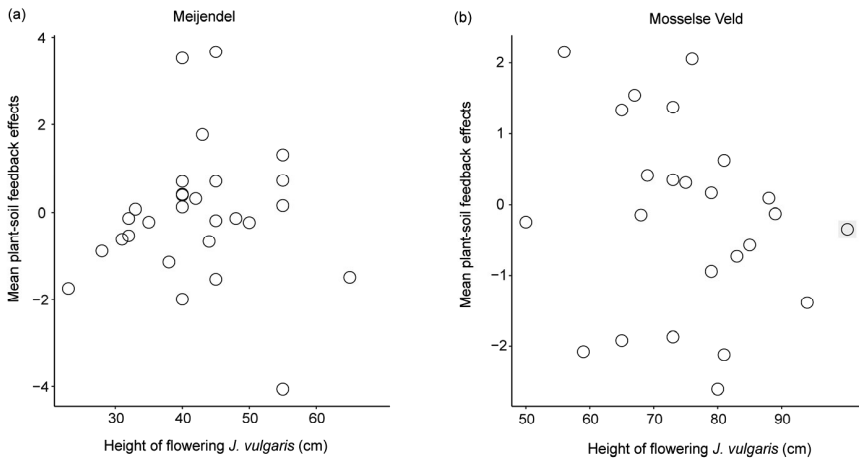 (a)
Meijendel
4
2
0
−2
−4
30 40 50 60
Mean plant-soil feedback effects
Height of flowering J. vulgaris (cm)
(b)
Mosselse Veld
2
1
0
−1
−2
50 60 70 80 90
Mean plant-soil feedback effects
Height of flowering J. vulgaris (cm)